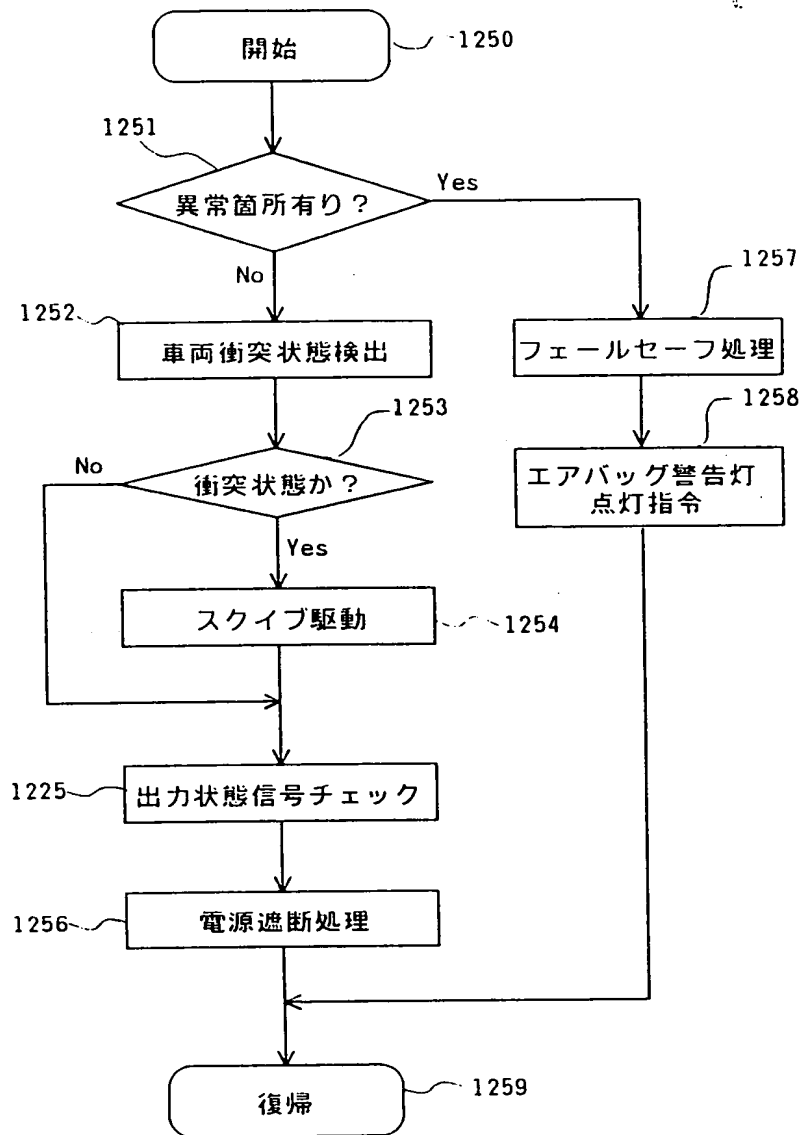 開始
1250
1251
異常箇所有り?
Yes
No
1252
車両衝突状態検出
1257
フェールセーフ処理
1253
衝突状態か?
No
Yes
1258
エアバッグ警告灯
点灯指令
スクイブ駆動
1254
1225
出力状態信号チェック
1256
電源遮断処理
復帰
1259